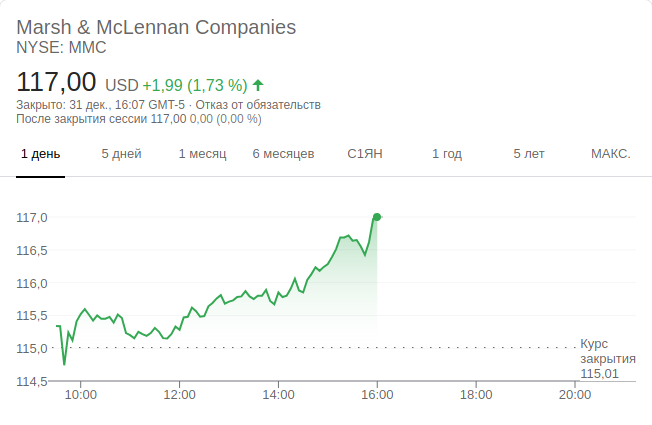 Marsh & McLennan Companies
NYSE: MMC
117,00 USD +1,99 (1,73 %)
Закрыто: 31 дек., 16:07 GMT-5 · Отказ от обязательств
После закрытия сессии 117,00 0,00 (0,00 %)
1 день 5 дней 1 месяц 6 месяцев С1ЯН 1 год 5 лет МАКС.
117,0
116,5
116,0
115,5
115,0
114,5
Курс
закрытия
115,01
10:00 12:00 14:00 16:00 18:00 20:00